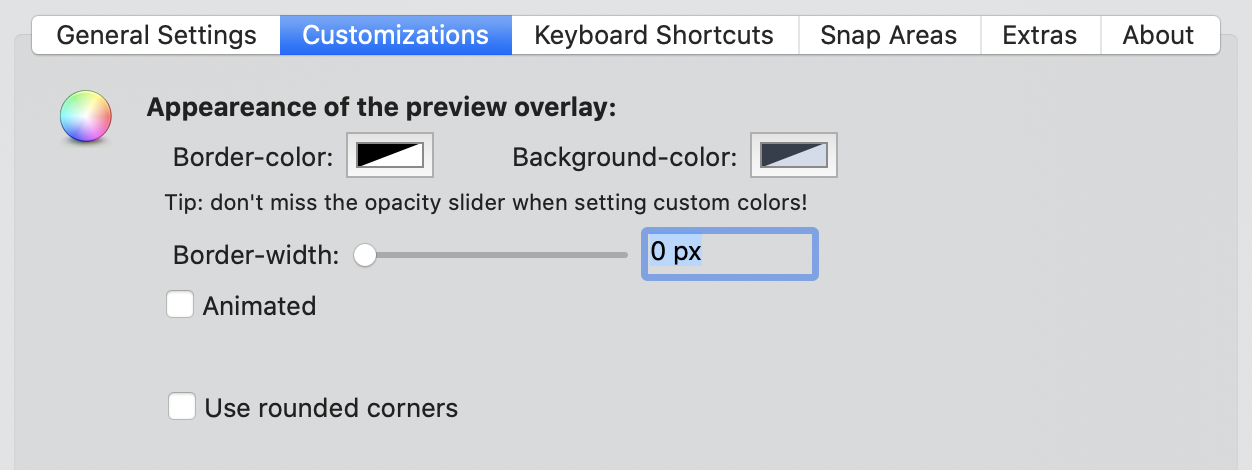 General Settings Customizations Keyboard Shortcuts Snap Areas Extras About
Appeareance of the preview overlay:
Border-color: Background-color:
Tip: don't miss the opacity slider when setting custom colors!
Border-width: 0 px
Animated
Use rounded corners